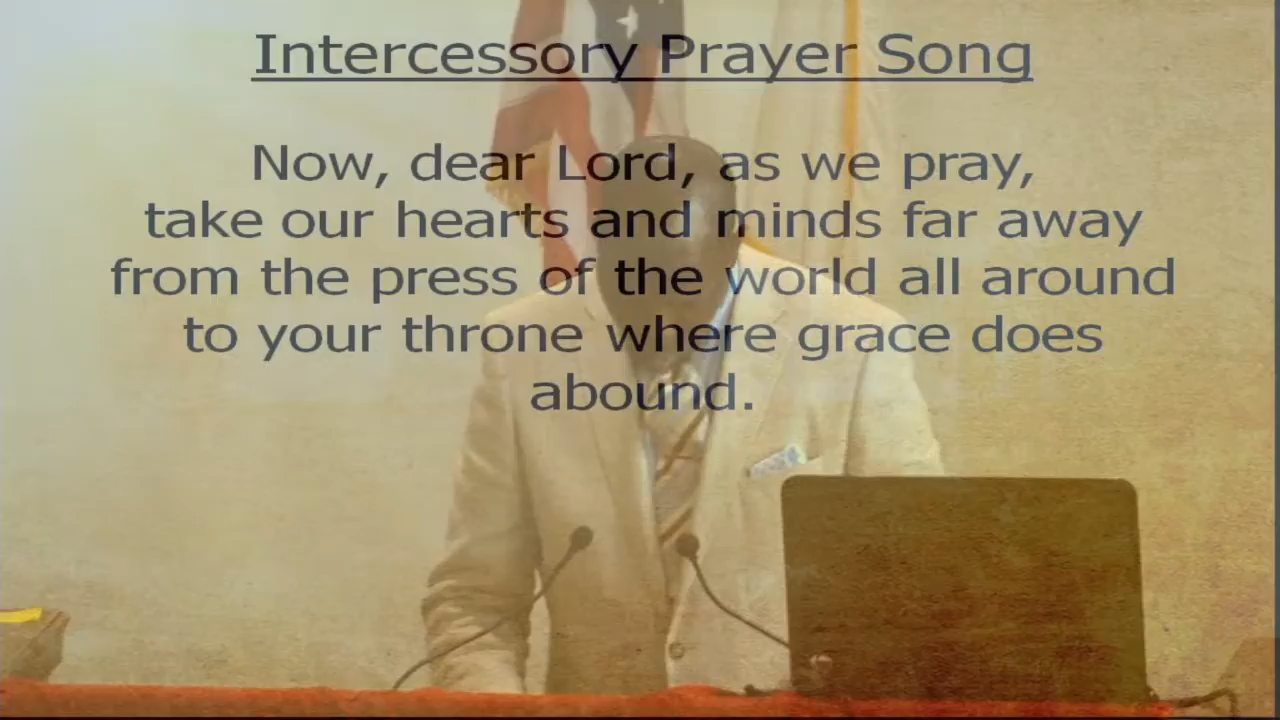 Intercessory Prayer Song
Now, dear Lord, as we pray,
take our hearts and minds far away
from the press of the world all around
to your throne where grace does
abound.